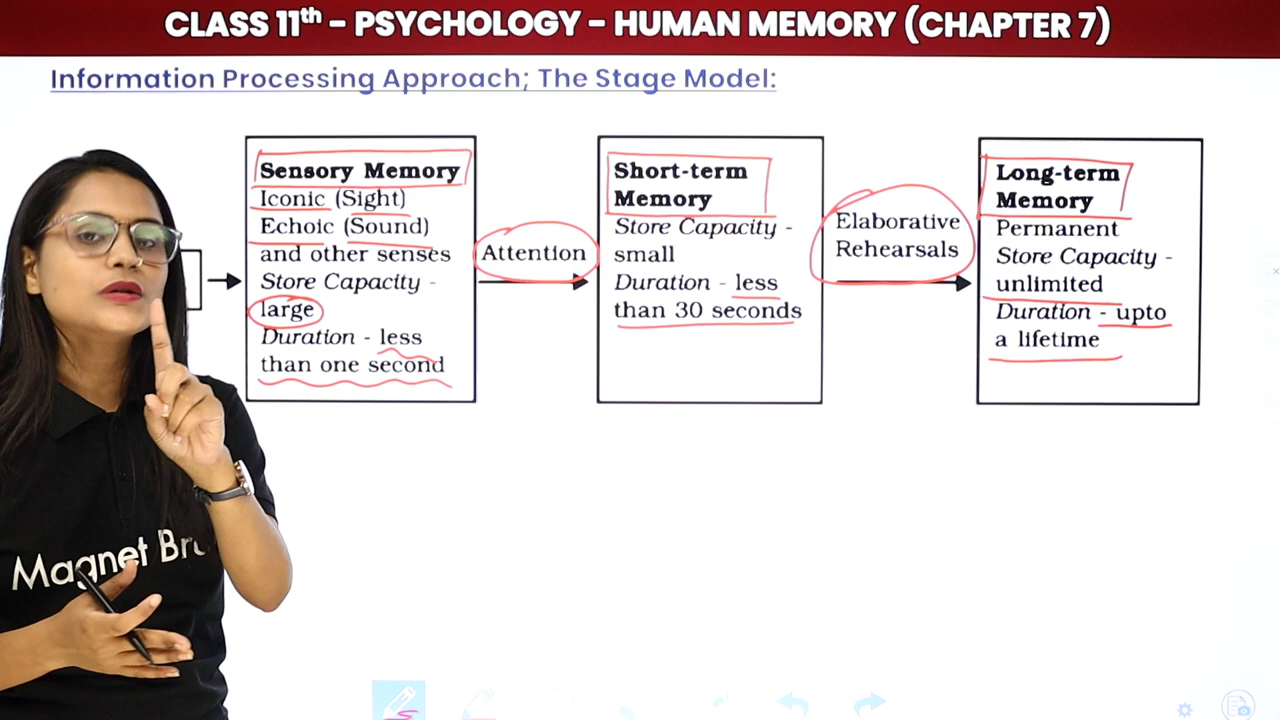 CLASS 11th - PSYCHOLOGY - HUMAN MEMORY (CHAPTER 7)
Information Processing Approach; The Stage Model:
Sensory Memory
Iconic (Sight)
Echoic (Sound)
and other senses
Store Capacity -
large
Duration - less
than one second
Attention
Short-term
Memory
Store Capacity -
small
Duration - less
than 30 seconds
Elaborative
Rehearsals
Long-term
Memory
Permanent
Store Capacity -
unlimited
Duration - upto
a lifetime
Magnet